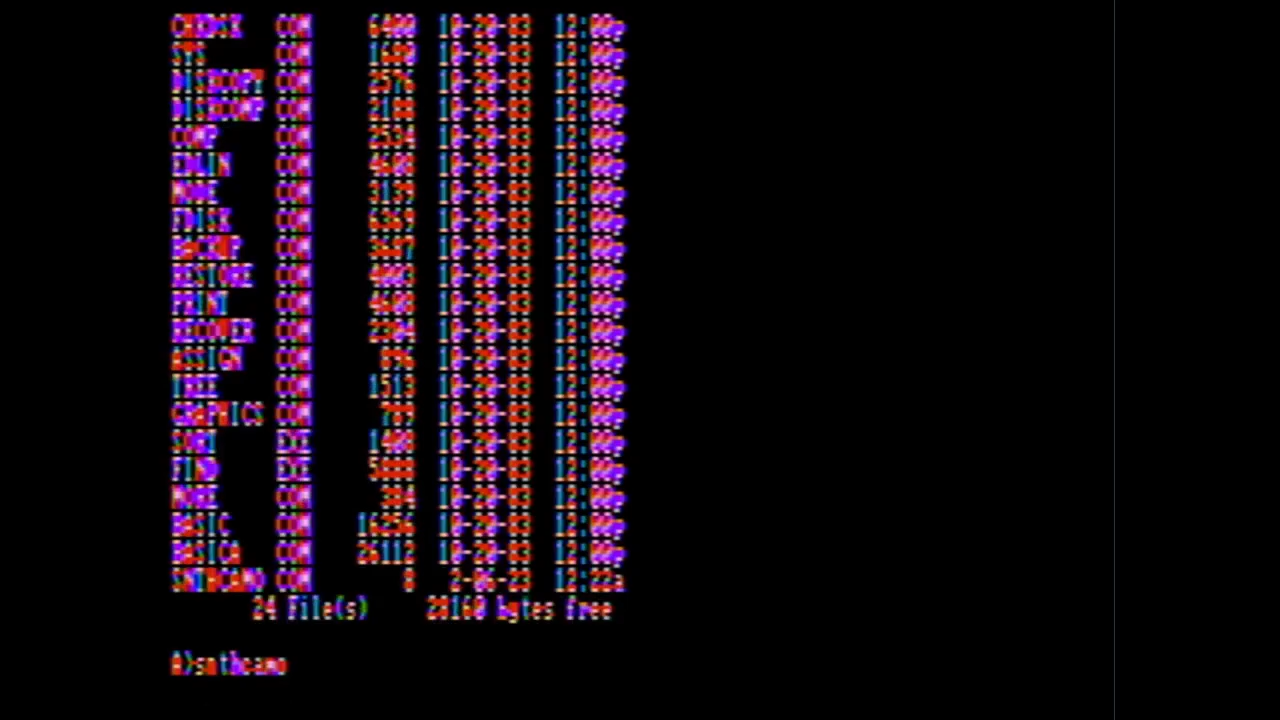 CHKDSK COM 6400 10-20-83 12:00p
SYS COM 1680 10-20-83 12:00p
DISKCOPY COM 2576 10-20-83 12:00p
DISKCOMP COM 2188 10-20-83 12:00p
COMP COM 2534 10-20-83 12:00p
EDLIN COM 4608 10-20-83 12:00p
MODE COM 3139 10-20-83 12:00p
FDISK COM 6369 10-20-83 12:00p
BACKUP COM 3687 10-20-83 12:00p
RESTORE COM 4003 10-20-83 12:00p
PRINT COM 4608 10-20-83 12:00p
RECOVER COM 2304 10-20-83 12:00p
ASSIGN COM 896 10-20-83 12:00p
TREE COM 1513 10-20-83 12:00p
GRAPHICS COM 789 10-20-83 12:00p
SORT EXE 1408 10-20-83 12:00p
FIND EXE 5888 10-20-83 12:00p
MORE COM 384 10-20-83 12:00p
BASIC COM 16256 10-20-83 12:00p
BASICA COM 26112 10-20-83 12:00p
COM 8 2-06-23 12:22a
24 File(s) 28160 bytes free
A>